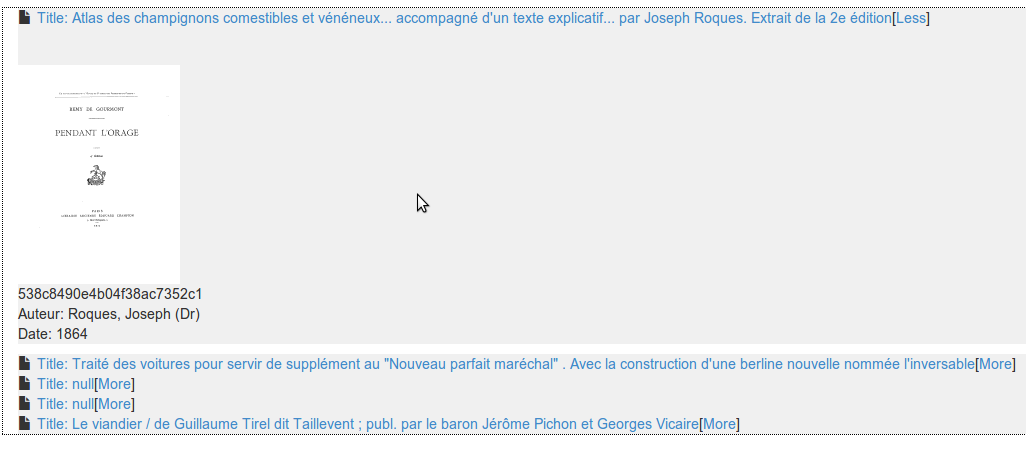 Title: Atlas des champignons comestibles et vénéneux... accompagné d'un texte explicatif... par Joseph Roques. Extrait de la 2e édition[Less]
REMY DE GOURMONT
PENDANT L'ORAGE
PARIS
538c8490e4b04f38ac7352c1
Auteur: Roques, Joseph (Dr)
Date: 1864
Title: Traité des voitures pour servir de supplément au "Nouveau parfait maréchal" . Avec la construction d'une berline nouvelle nommée l'inversable[More]
Title: null[More]
Title: null[More]
Title: Le viandier / de Guillaume Tirel dit Taillevent ; publ. par le baron Jérôme Pichon et Georges Vicaire[More]